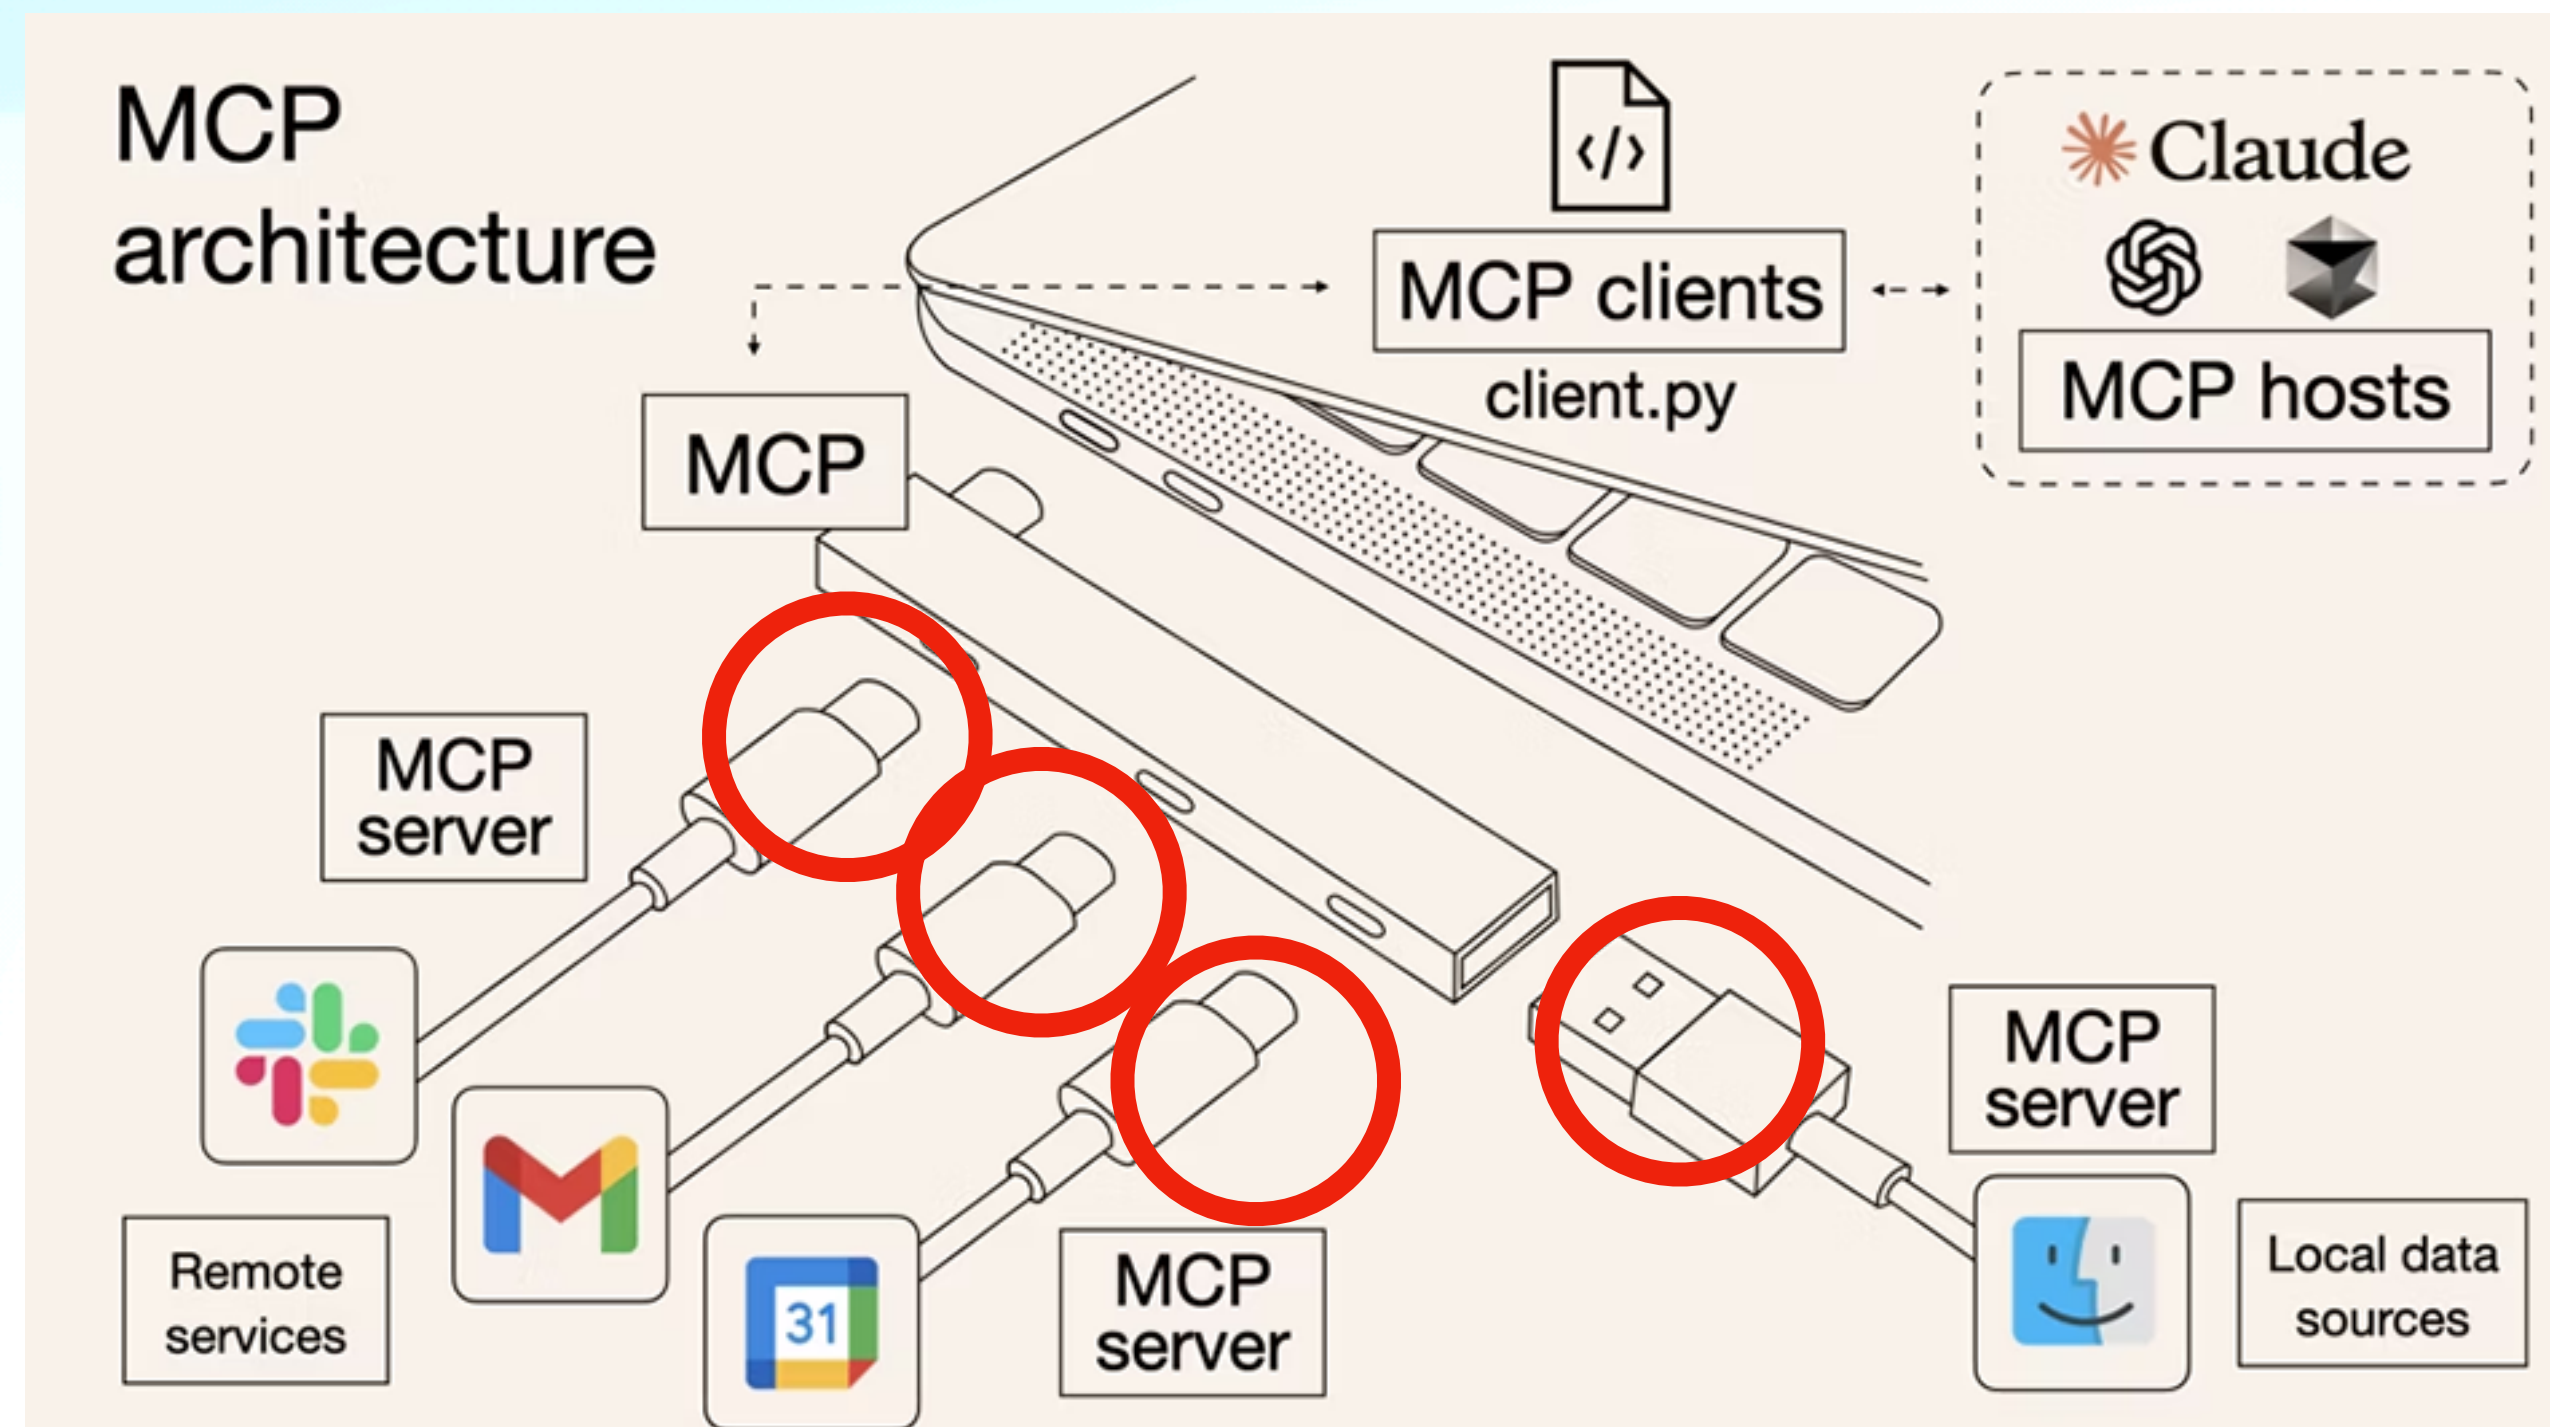 MCP
architecture
</>
MCP clients
client.py
Claude
MCP hosts
MCP
MCP
server
Remote
services
31
MCP
server
MCP
server
Local data
sources